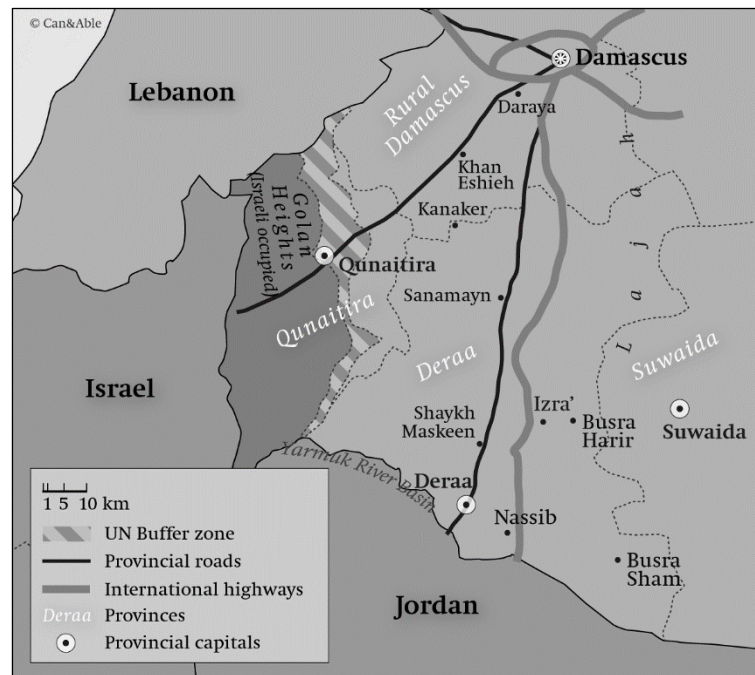 © Can&Able
Lebanon
Damascus
Rural
Damascus
Daraya
Khan
Eshieh
Kanaker
Golan
Heights
(Israeli occupied)
Qunaitira
Qunaitira
Sanamayn
Lajah
Deraa
Suwaida
Israel
Izra'
Busra
Harir
Suwaida
Shaykh
Maskeen
Yarmuk River Basin
Deraa
Nassib
Busra
Sham
Jordan
1 5 10 km
UN Buffer zone
Provincial roads
International highways
Deraa Provinces
Provincial capitals